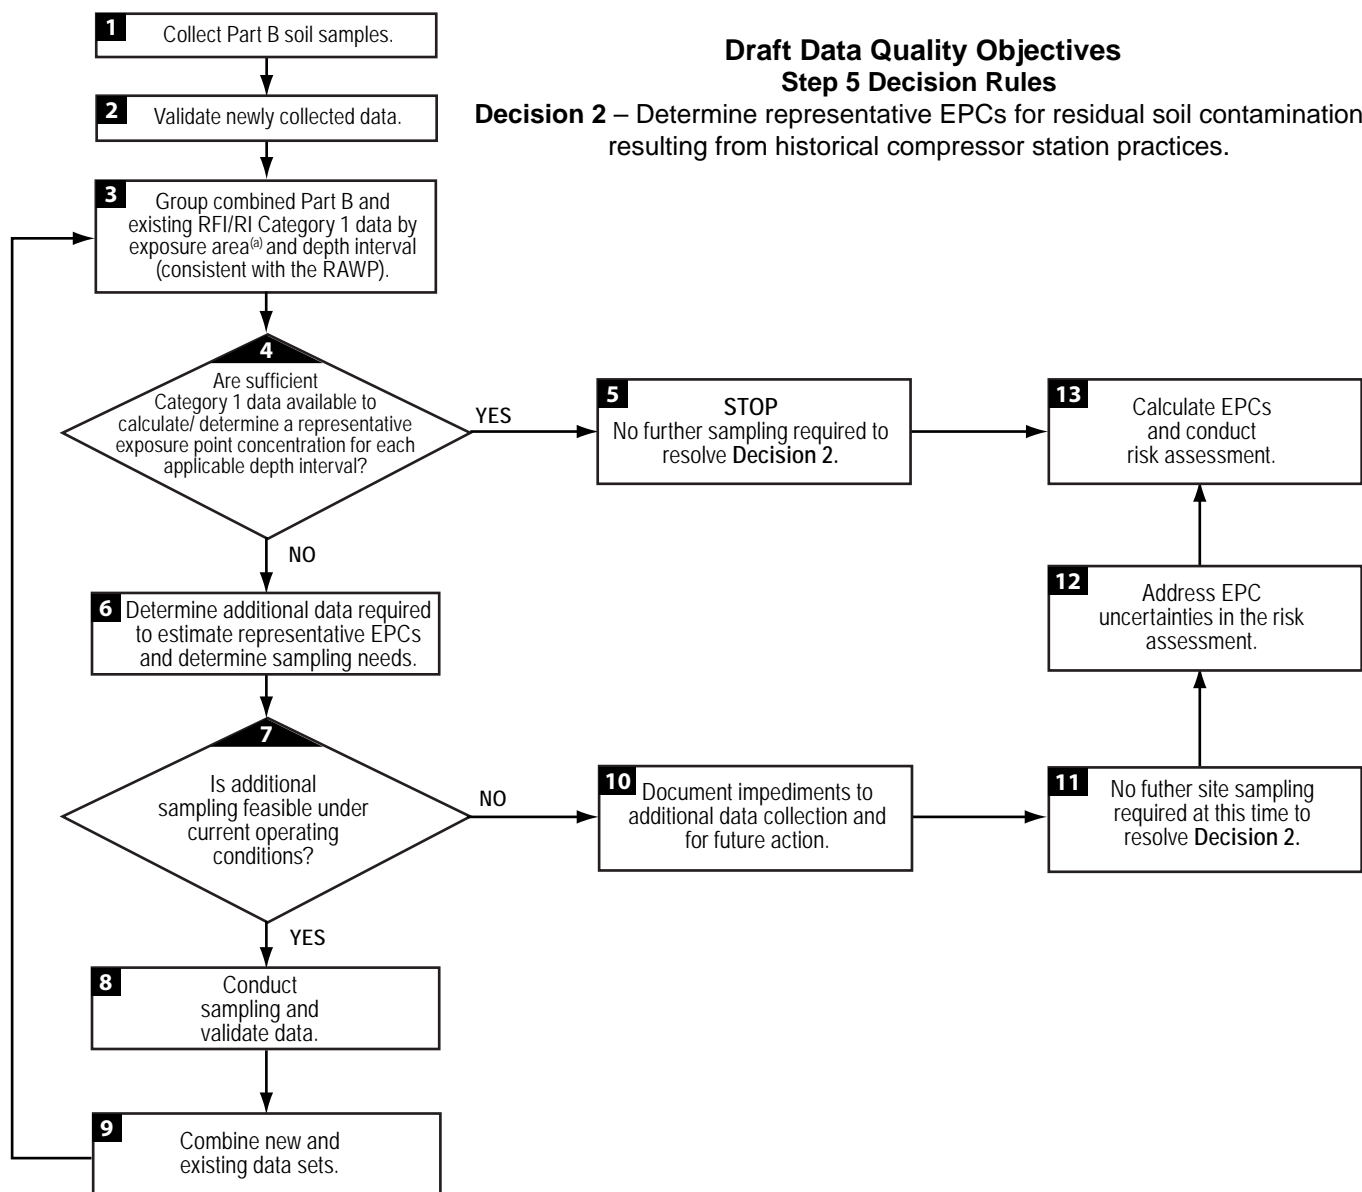 Draft Data Quality Objectives
Step 5 Decision Rules
Decision 2 – Determine representative EPCs for residual soil contamination
resulting from historical compressor station practices.
1
Collect Part B soil samples.
2
Validate newly collected data.
3
Group combined Part B and
existing RFI/RI Category 1 data by
exposure area(a) and depth interval
(consistent with the RAWP).
4
Are sufficient
Category 1 data available to
calculate/ determine a representative
exposure point concentration for each
applicable depth interval?
YES
5
STOP
No further sampling required to
resolve Decision 2.
13
Calculate EPCs
and conduct
risk assessment.
NO
6
Determine additional data required
to estimate representative EPCs
and determine sampling needs.
12
Address EPC
uncertainties in the risk
assessment.
7
Is additional
sampling feasible under
current operating
conditions?
NO
10
Document impediments to
additional data collection and
for future action.
11
No futher site sampling
required at this time to
resolve Decision 2.
YES
8
Conduct
sampling and
validate data.
9
Combine new and
existing data sets.